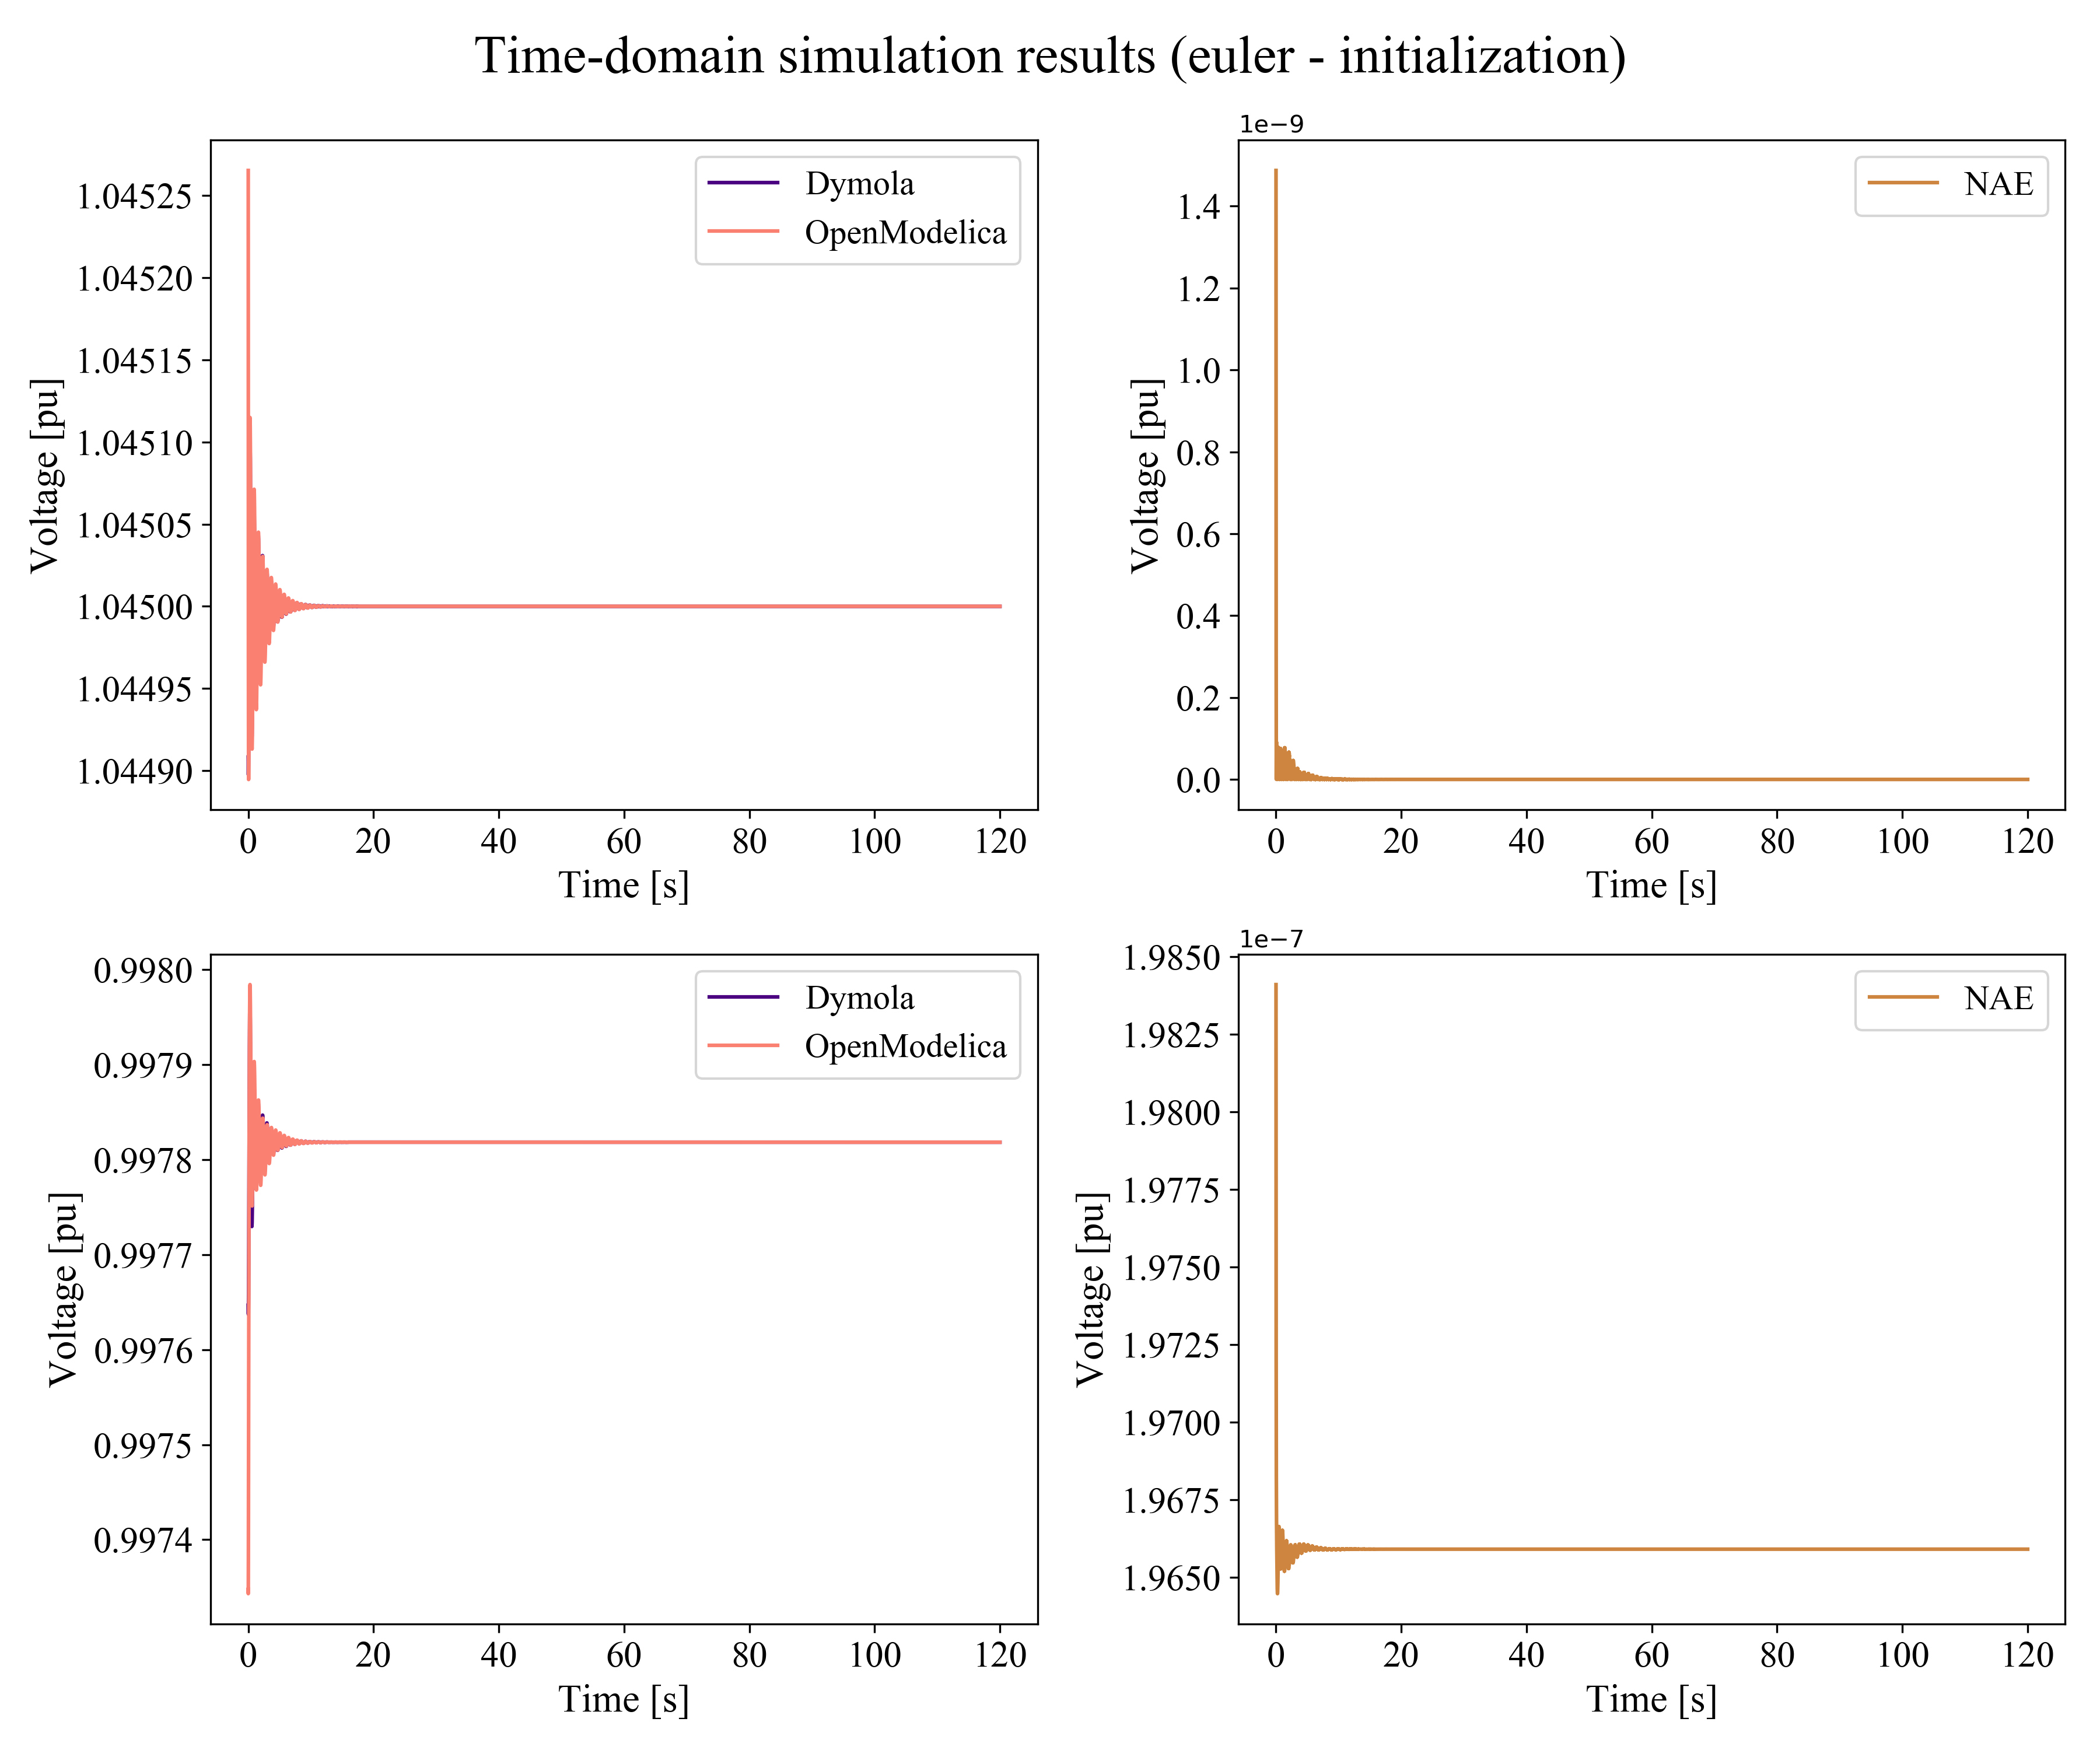 Time-domain simulation results (euler - initialization)
Voltage [pu]
1.04525
1.04520
1.04515
1.04510
1.04505
1.04500
1.04495
1.04490
Dymola
OpenModelica
0 20 40 60 80 100 120
Time [s]
1e−9
Voltage [pu]
1.4
1.2
1.0
0.8
0.6
0.4
0.2
0.0
NAE
0 20 40 60 80 100 120
Time [s]
Voltage [pu]
0.9980
0.9979
0.9978
0.9977
0.9976
0.9975
0.9974
Dymola
OpenModelica
0 20 40 60 80 100 120
Time [s]
1e−7
Voltage [pu]
1.9850
1.9825
1.9800
1.9775
1.9750
1.9725
1.9700
1.9675
1.9650
NAE
0 20 40 60 80 100 120
Time [s]